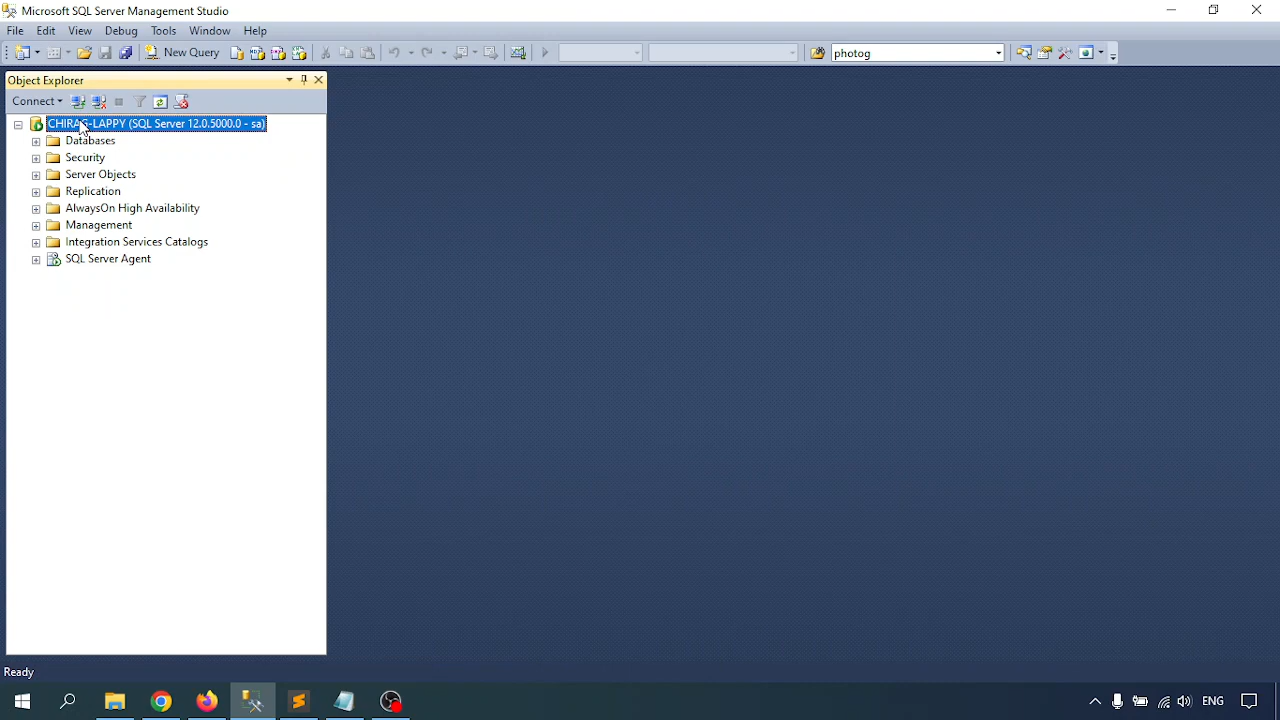 Microsoft SQL Server Management Studio
File Edit View Debug Tools Window Help
New Query photog
Object Explorer
Connect
CHIRAG-LAPPY (SQL Server 12.0.5000.0 - sa)
Databases
Security
Server Objects
Replication
AlwaysOn High Availability
Management
Integration Services Catalogs
SQL Server Agent
Ready
ENG